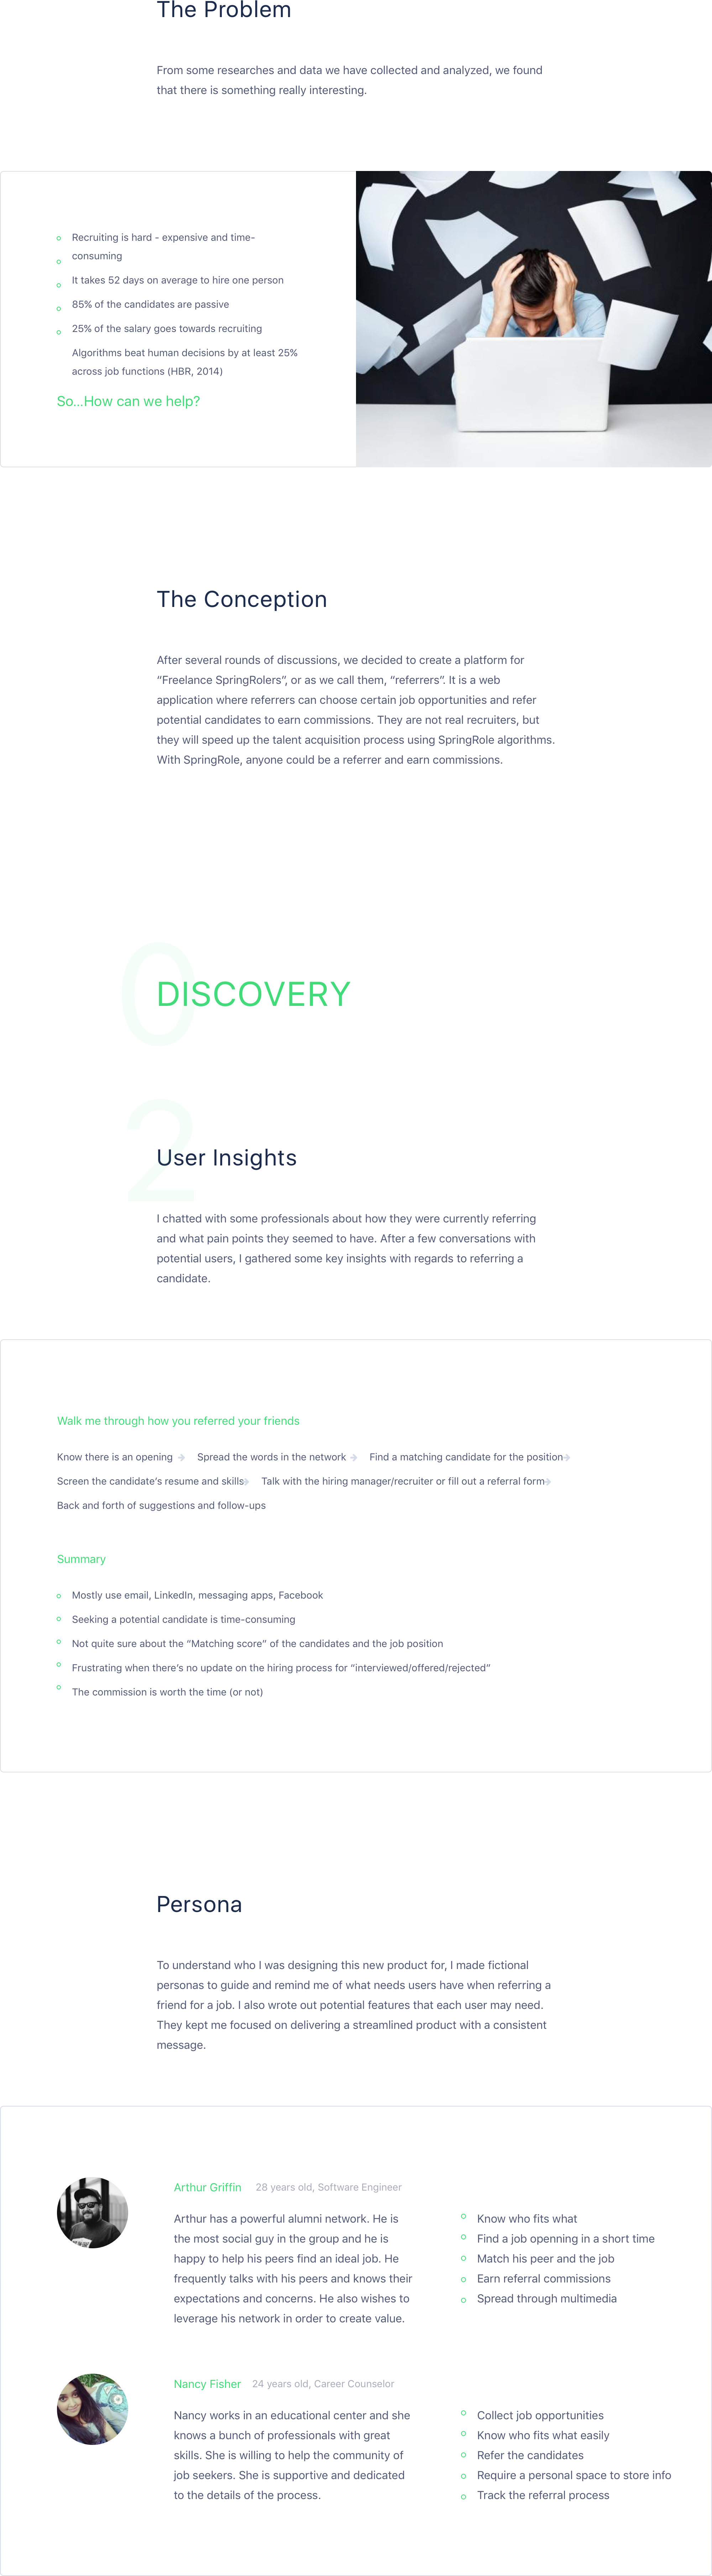 The Problem
From some researches and data we have collected and analyzed, we found
that there is something really interesting.
Recruiting is hard - expensive and time-
consuming
It takes 52 days on average to hire one person
85% of the candidates are passive
25% of the salary goes towards recruiting
Algorithms beat human decisions by at least 25%
across job functions (HBR, 2014)
So...How can we help?
The Conception
After several rounds of discussions, we decided to create a platform for
“Freelance SpringRolers”, or as we call them, “referrers”. It is a web
application where referrers can choose certain job opportunities and refer
potential candidates to earn commissions. They are not real recruiters, but
they will speed up the talent acquisition process using SpringRole algorithms.
With SpringRole, anyone could be a referrer and earn commissions.
0
DISCOVERY
2
User Insights
I chatted with some professionals about how they were currently referring
and what pain points they seemed to have. After a few conversations with
potential users, I gathered some key insights with regards to referring a
candidate.
Walk me through how you referred your friends
Know there is an opening → Spread the words in the network → Find a matching candidate for the position→
Screen the candidate's resume and skills→ Talk with the hiring manager/recruiter or fill out a referral form→
Back and forth of suggestions and follow-ups
Summary
Mostly use email, LinkedIn, messaging apps, Facebook
Seeking a potential candidate is time-consuming
Not quite sure about the “Matching score” of the candidates and the job position
Frustrating when there’s no update on the hiring process for “interviewed/offered/rejected”
The commission is worth the time (or not)
Persona
To understand who I was designing this new product for, I made fictional
personas to guide and remind me of what needs users have when referring a
friend for a job. I also wrote out potential features that each user may need.
They kept me focused on delivering a streamlined product with a consistent
message.
Arthur Griffin 28 years old, Software Engineer
Arthur has a powerful alumni network. He is
the most social guy in the group and he is
happy to help his peers find an ideal job. He
frequently talks with his peers and knows their
expectations and concerns. He also wishes to
leverage his network in order to create value.
Know who fits what
Find a job openning in a short time
Match his peer and the job
Earn referral commissions
Spread through multimedia
Nancy Fisher 24 years old, Career Counselor
Nancy works in an educational center and she
knows a bunch of professionals with great
skills. She is willing to help the community of
job seekers. She is supportive and dedicated
to the details of the process.
Collect job opportunities
Know who fits what easily
Refer the candidates
Require a personal space to store info
Track the referral process